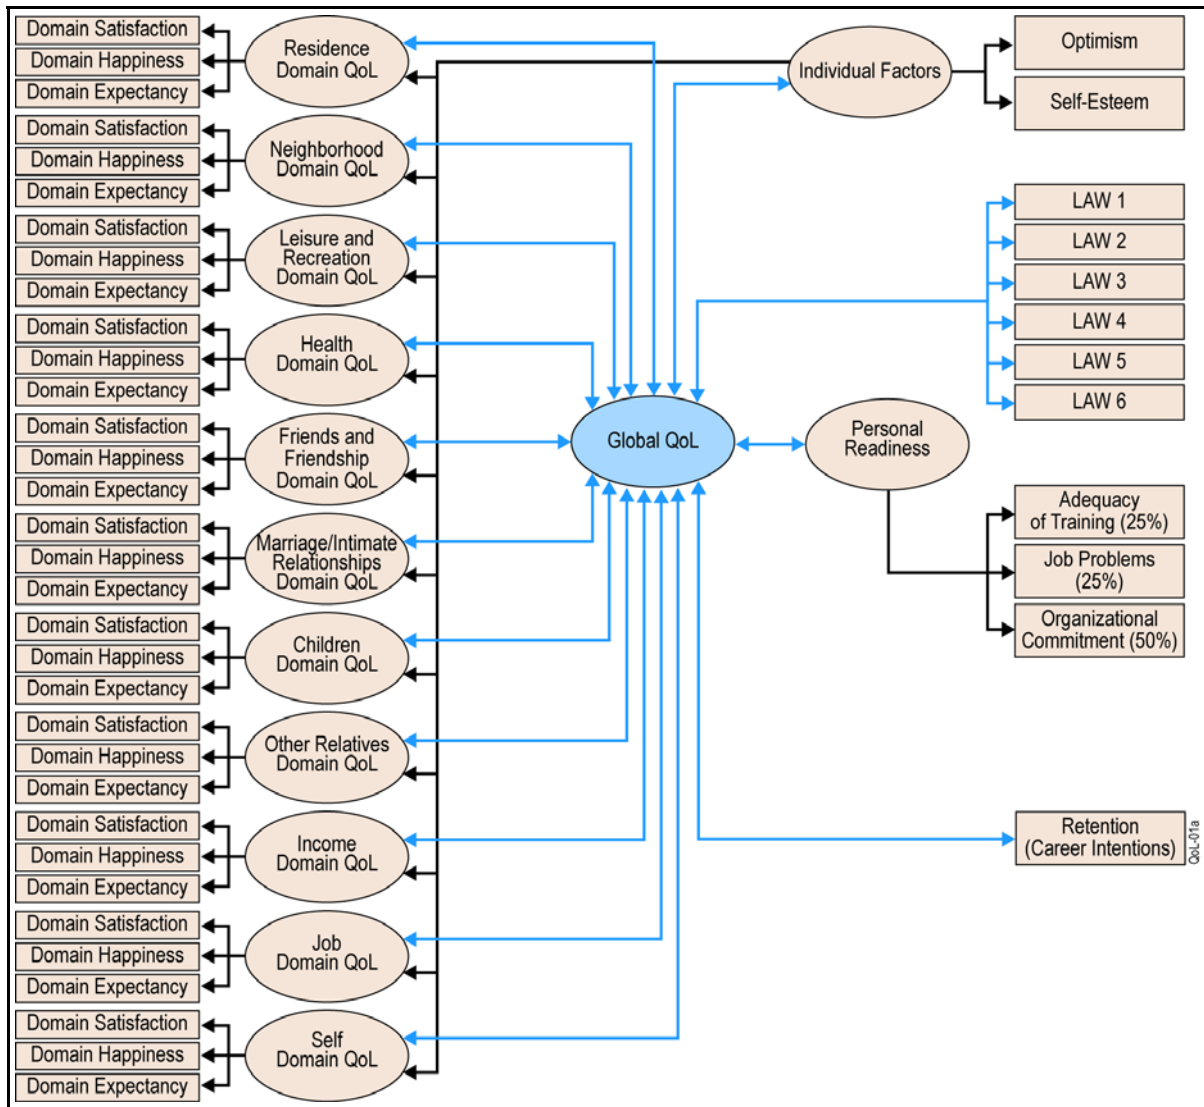 Domain Satisfaction
Domain Happiness
Domain Expectancy
Residence
Domain QoL
Domain Satisfaction
Domain Happiness
Domain Expectancy
Neighborhood
Domain QoL
Domain Satisfaction
Domain Happiness
Domain Expectancy
Leisure and
Recreation
Domain QoL
Domain Satisfaction
Domain Happiness
Domain Expectancy
Health
Domain QoL
Domain Satisfaction
Domain Happiness
Domain Expectancy
Friends and
Friendship
Domain QoL
Domain Satisfaction
Domain Happiness
Domain Expectancy
Marriage/Intimate
Relationships
Domain QoL
Domain Satisfaction
Domain Happiness
Domain Expectancy
Children
Domain QoL
Domain Satisfaction
Domain Happiness
Domain Expectancy
Other Relatives
Domain QoL
Domain Satisfaction
Domain Happiness
Domain Expectancy
Income
Domain QoL
Domain Satisfaction
Domain Happiness
Domain Expectancy
Job
Domain QoL
Domain Satisfaction
Domain Happiness
Domain Expectancy
Self
Domain QoL
Global QoL
Individual Factors
Optimism
Self-Esteem
LAW 1
LAW 2
LAW 3
LAW 4
LAW 5
LAW 6
Personal
Readiness
Adequacy
of Training (25%)
Job Problems
(25%)
Organizational
Commitment (50%)
Retention
(Career Intentions)
QoL-01a